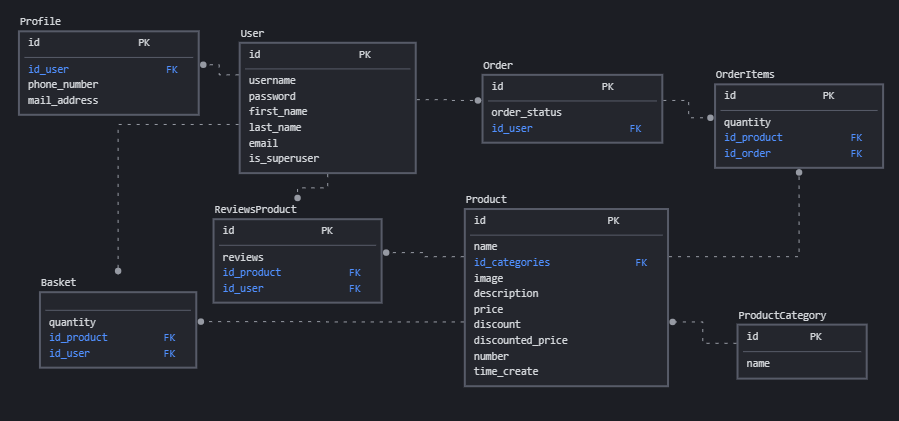 Profile
id PK
id_user FK
phone_number
mail_address
User
id PK
username
password
first_name
last_name
email
is_superuser
Order
id PK
order_status
id_user FK
OrderItems
id PK
quantity
id_product FK
id_order FK
ReviewsProduct
id PK
reviews
id_product FK
id_user FK
Product
id PK
name
id_categories FK
image
description
price
discount
discounted_price
number
time_create
Basket
quantity
id_product FK
id_user FK
ProductCategory
id PK
name